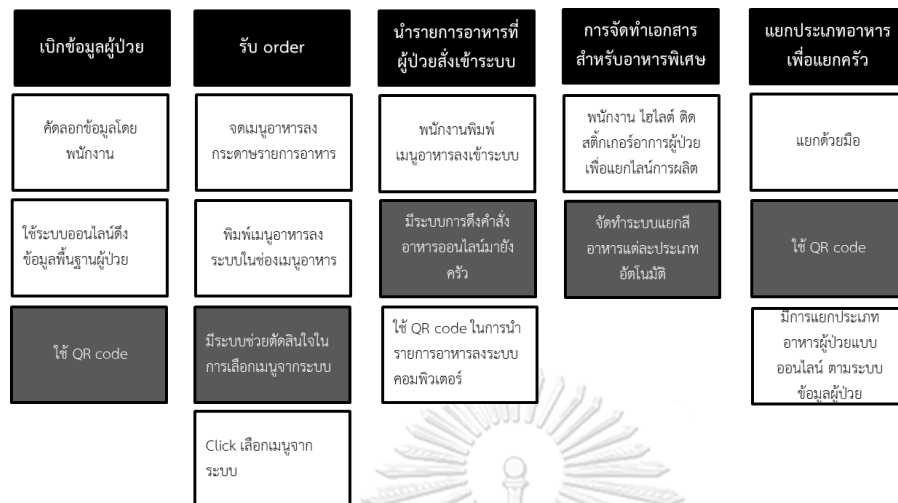 เบิกข้อมูลผู้ป่วย
รับ order
นำรายการอาหารที่
ผู้ป่วยสั่งเข้าระบบ
การจัดทำเอกสาร
สำหรับอาหารพิเศษ
แยกประเภทอาหาร
เพื่อแยกครัว
คัดลอกข้อมูลโดย
พนักงาน
จดเมนูอาหารลง
กระดาษรายการอาหาร
พนักงานพิมพ์
เมนูอาหารลงเข้าระบบ
พนักงาน ไฮไลต์ ติด
สติ้กเกอร์อาการผู้ป่วย
เพื่อแยกไลน์การผลิต
แยกด้วยมือ
ใช้ระบบออนไลน์ดึง
ข้อมูลพื้นฐานผู้ป่วย
พิมพ์เมนูอาหารลง
ระบบในช่องเมนูอาหาร
มีระบบการดึงคำสั่ง
อาหารออนไลน์มายัง
ครัว
จัดทำระบบแยกสี
อาหารแต่ละประเภท
อัตโนมัติ
ใช้ QR code
ใช้ QR code
มีระบบช่วยตัดสินใจใน
การเลือกเมนูจากระบบ
ใช้ QR code ในการนำ
รายการอาหารลงระบบ
คอมพิวเตอร์
มีการแยกประเภท
อาหารผู้ป่วยแบบ
ออนไลน์ ตามระบบ
ข้อมูลผู้ป่วย
Click เลือกเมนูจาก
ระบบ